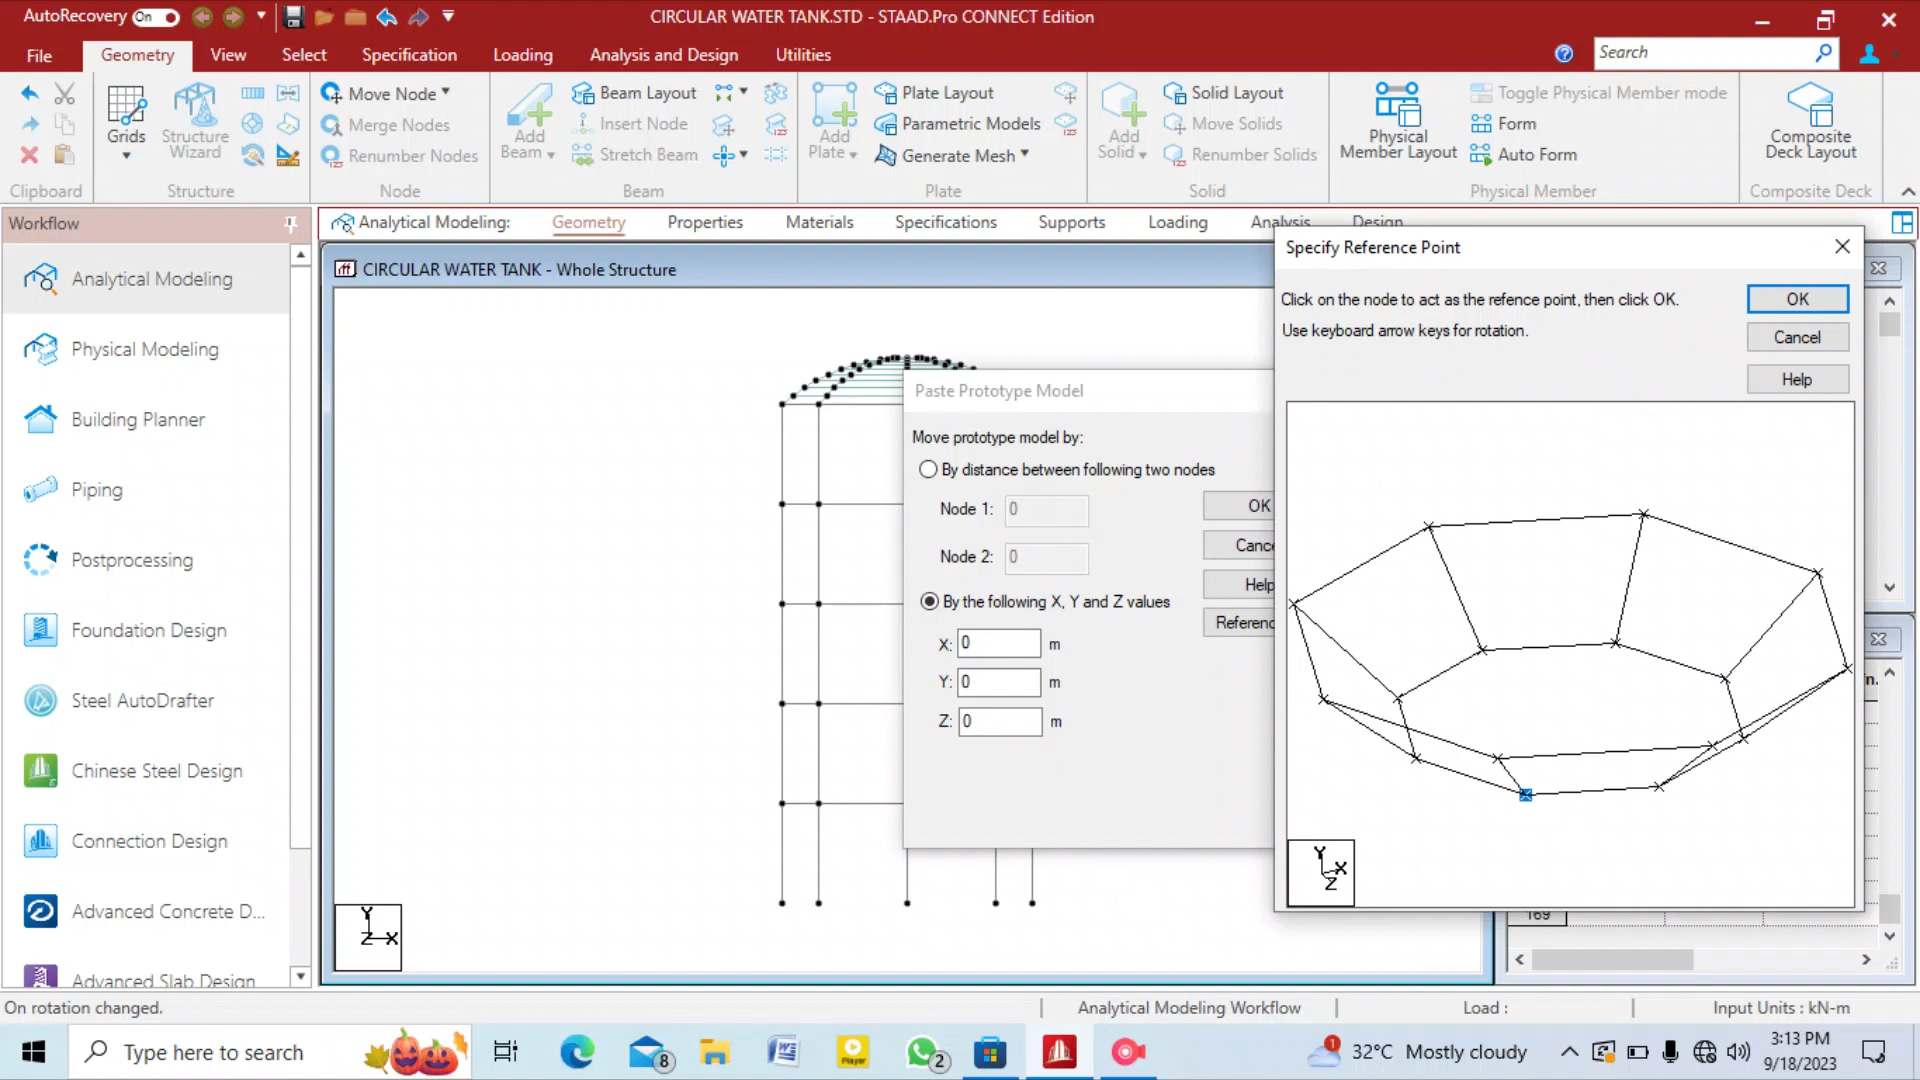 AutoRecovery On
CIRCULAR WATER TANK.STD - STAAD.Pro CONNECT Edition
File
Geometry
View
Select
Specification
Loading
Analysis and Design
Utilities
Search
Grids
Structure Wizard
Move Node
Merge Nodes
Renumber Nodes
Add Beam
Beam Layout
Insert Node
Stretch Beam
Add Plate
Plate Layout
Parametric Models
Generate Mesh
Add Solid
Solid Layout
Move Solids
Renumber Solids
Physical Member Layout
Toggle Physical Member mode
Form
Auto Form
Composite Deck Layout
Clipboard
Structure
Node
Beam
Plate
Solid
Physical Member
Composite Deck
Workflow
Analytical Modeling:
Geometry
Properties
Materials
Specifications
Supports
Loading
Analysis
Design
Analytical Modeling
Physical Modeling
Building Planner
Piping
Postprocessing
Foundation Design
Steel AutoDrafter
Chinese Steel Design
Connection Design
Advanced Concrete D...
Advanced Slab Design
CIRCULAR WATER TANK - Whole Structure
Paste Prototype Model
Move prototype model by:
By distance between following two nodes
Node 1: 0
Node 2: 0
By the following X, Y and Z values
X: 0 m
Y: 0 m
Z: 0 m
OK
Cance
Help
Referenc
Specify Reference Point
Click on the node to act as the refence point, then click OK.
Use keyboard arrow keys for rotation.
OK
Cancel
Help
Y
X
Z
Y
Z X
n.
169
On rotation changed.
Analytical Modeling Workflow
Load :
Input Units : kN-m
Type here to search
8
Player
2
1
32°C Mostly cloudy
3:13 PM
9/18/2023